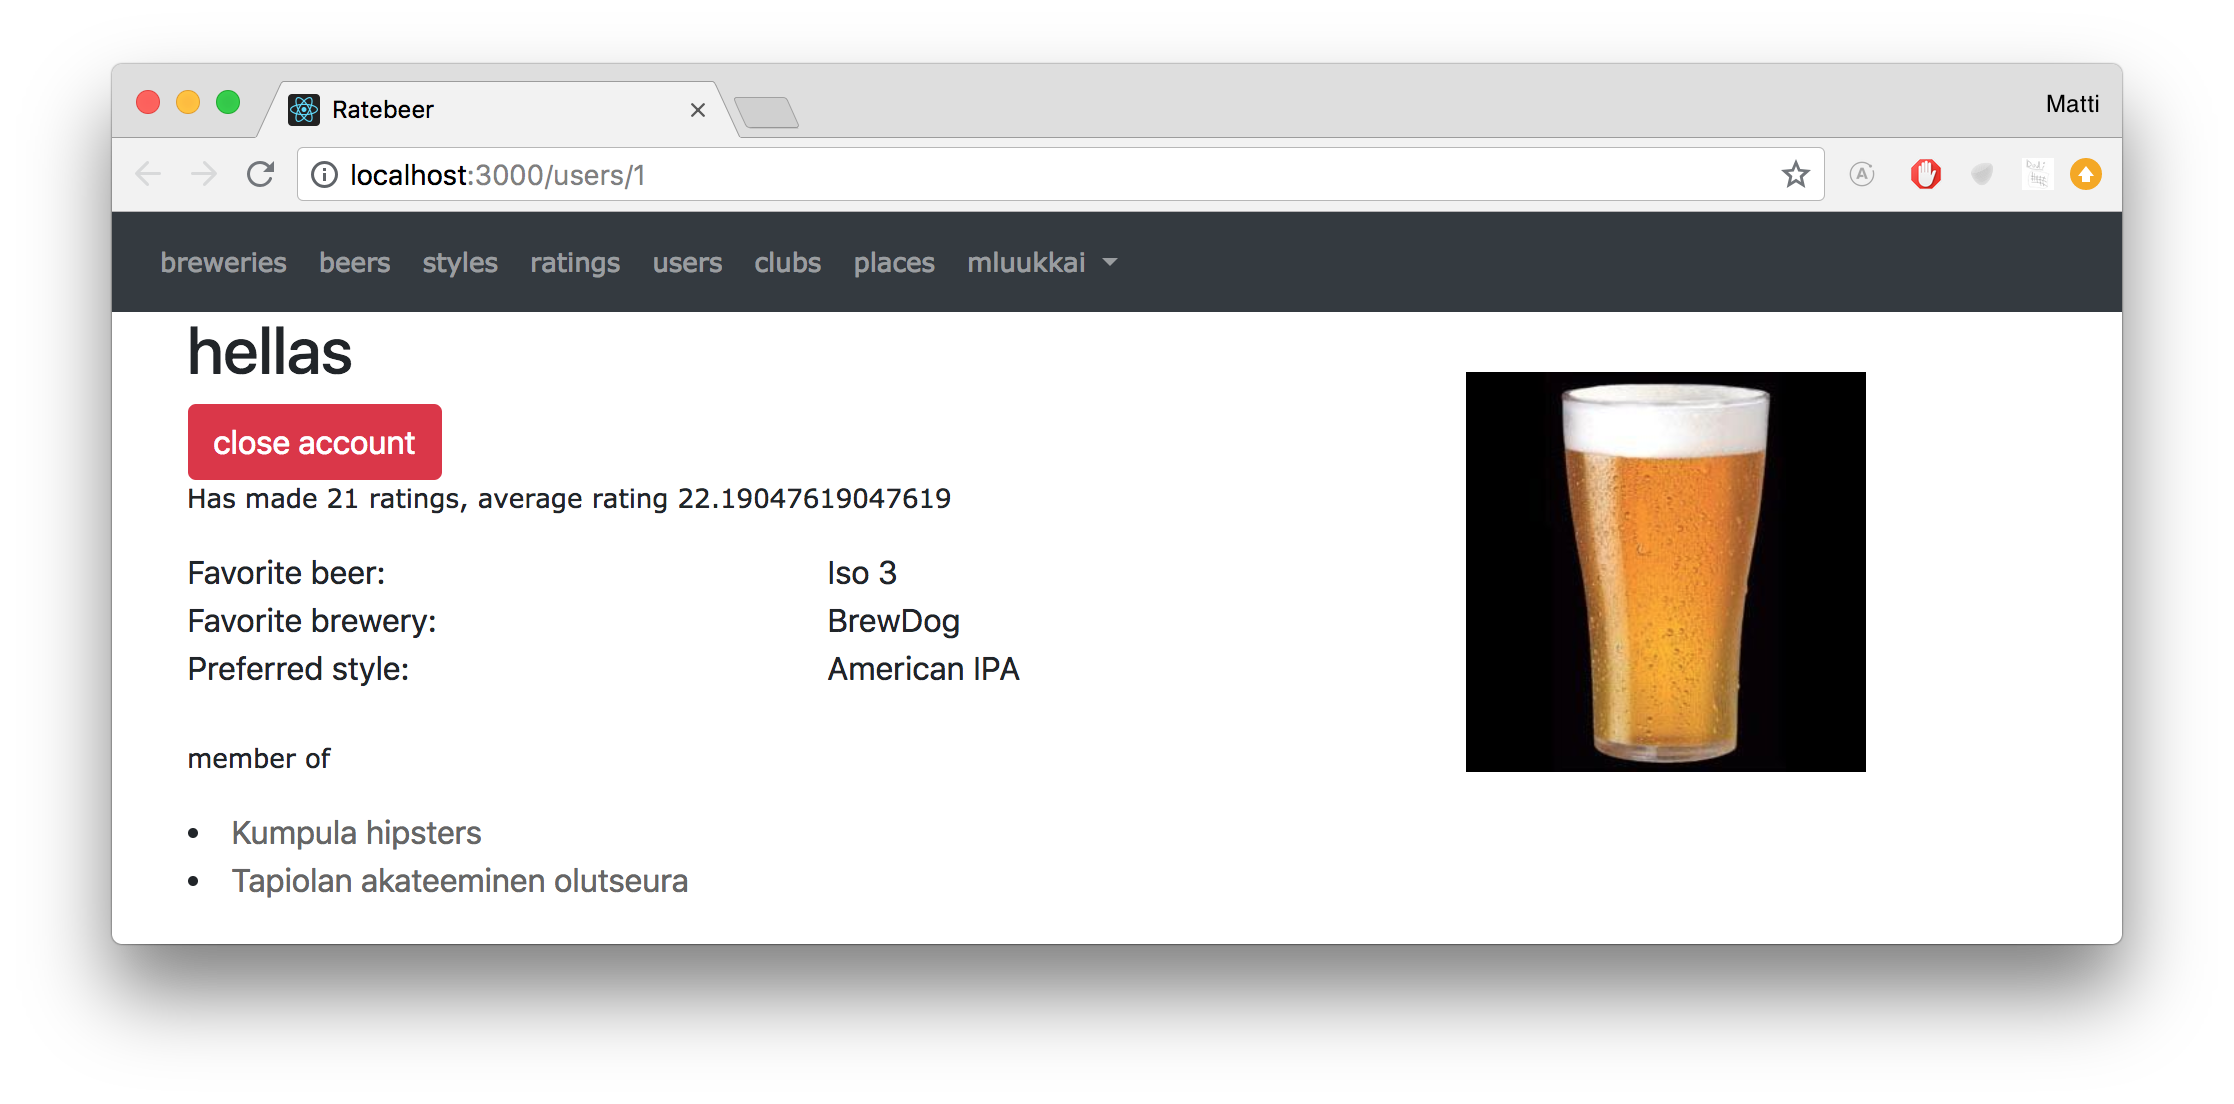 Ratebeer
Matti
localhost:3000/users/1
breweries beers styles ratings users clubs places mluukkai
hellas
close account
Has made 21 ratings, average rating 22.19047619047619
Favorite beer: Iso 3
Favorite brewery: BrewDog
Preferred style: American IPA
member of
• Kumpula hipsters
• Tapiolan akateeminen olutseura